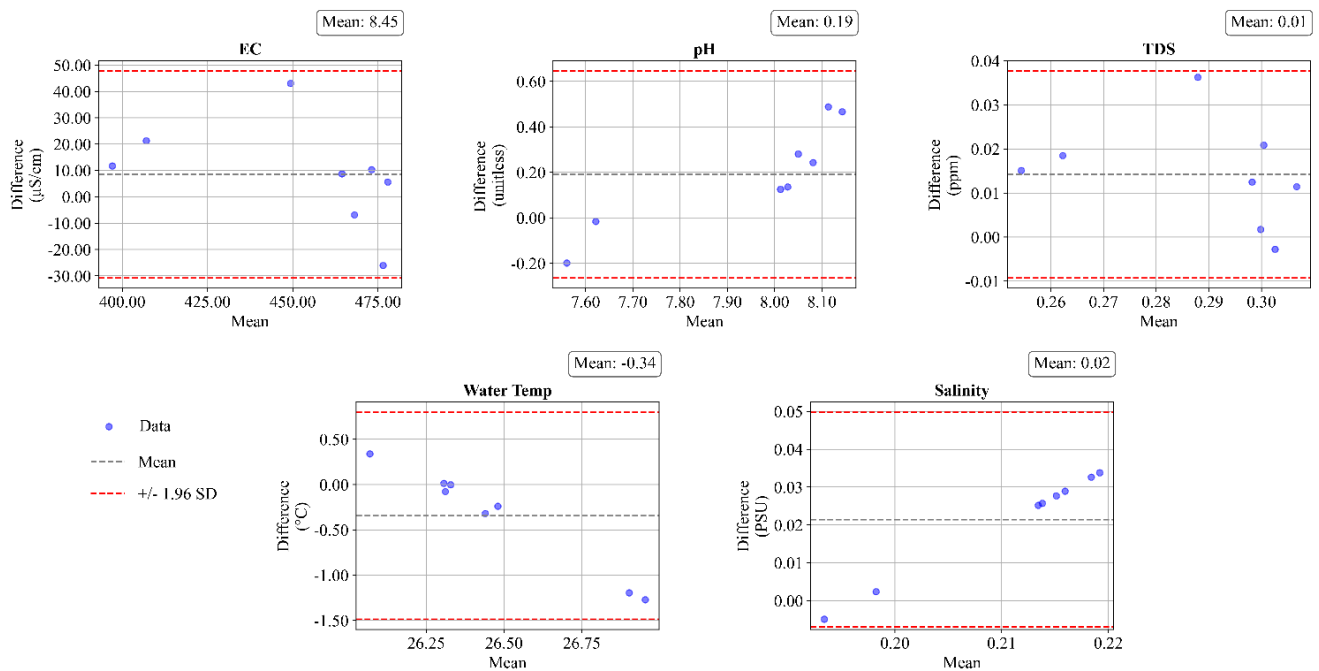 Mean: 8.45
EC
50.00
40.00
30.00
20.00
10.00
0.00
-10.00
-20.00
-30.00
Difference
(μS/cm)
400.00 425.00 450.00 475.00
Mean
Mean: 0.19
pH
0.60
0.40
0.20
0.00
-0.20
Difference
(unitless)
7.60 7.70 7.80 7.90 8.00 8.10
Mean
Mean: 0.01
TDS
0.04
0.03
0.02
0.01
0.00
-0.01
Difference
(ppm)
0.26 0.27 0.28 0.29 0.30
Mean
Data
Mean
+/- 1.96 SD
Mean: -0.34
Water Temp
0.50
0.00
-0.50
-1.00
-1.50
Difference
(°C)
26.25 26.50 26.75
Mean
Mean: 0.02
Salinity
0.05
0.04
0.03
0.02
0.01
0.00
Difference
(PSU)
0.20 0.21 0.22
Mean